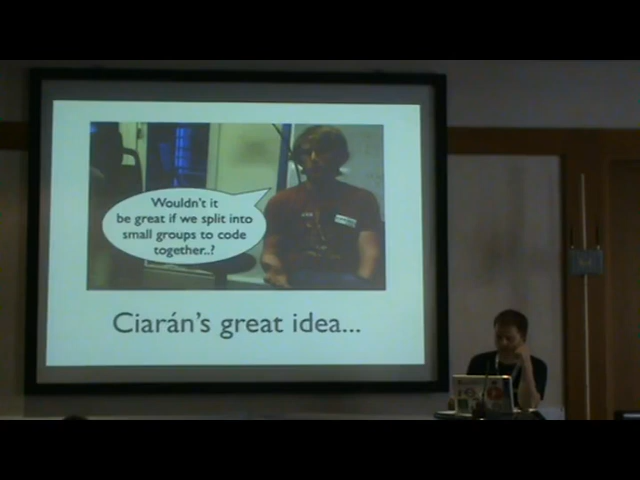 Wouldn't it
be great if we split into
small groups to code
together..?
Ciarán's great idea...